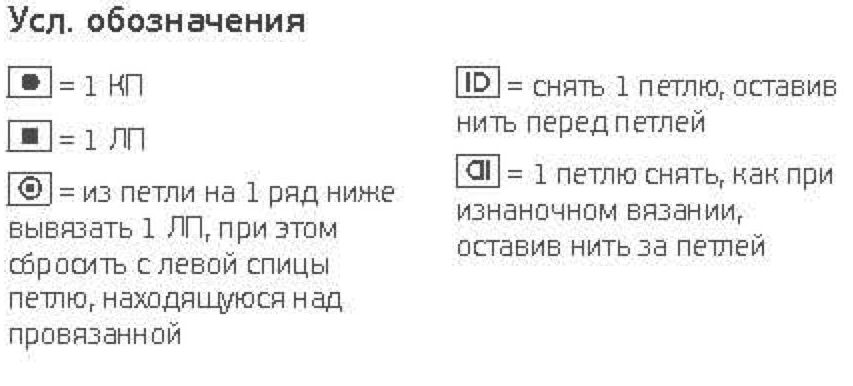 Усл. обозначения
= 1 КП
= 1 ЛП
= из петли на 1 ряд ниже
вывязать 1 ЛП, при этом
сбросить с левой спицы
петлю, находящуюся над
провязанной
ID = снять 1 петлю, оставив
нить перед петлей
= 1 петлю снять, как при
изнаночном вязании,
оставив нить за петлей